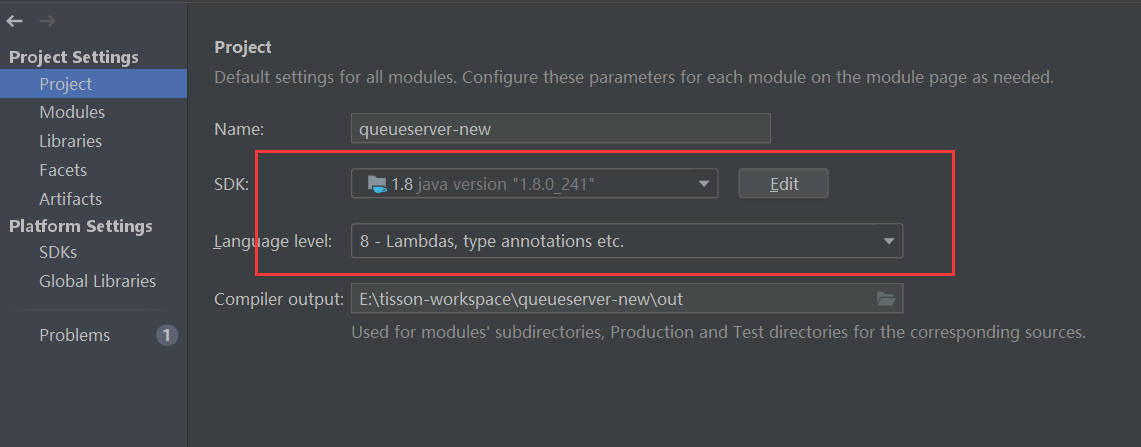 Project Settings
Project
Modules
Libraries
Facets
Artifacts
Platform Settings
SDKs
Global Libraries
Problems 1
Project
Default settings for all modules. Configure these parameters for each module on the module page as needed.
Name: queueserver-new
SDK: 1.8 java version "1.8.0_241" Edit
Language level: 8 - Lambdas, type annotations etc.
Compiler output: E:\tisson-workspace\queueserver-new\out
Used for modules' subdirectories, Production and Test directories for the corresponding sources.